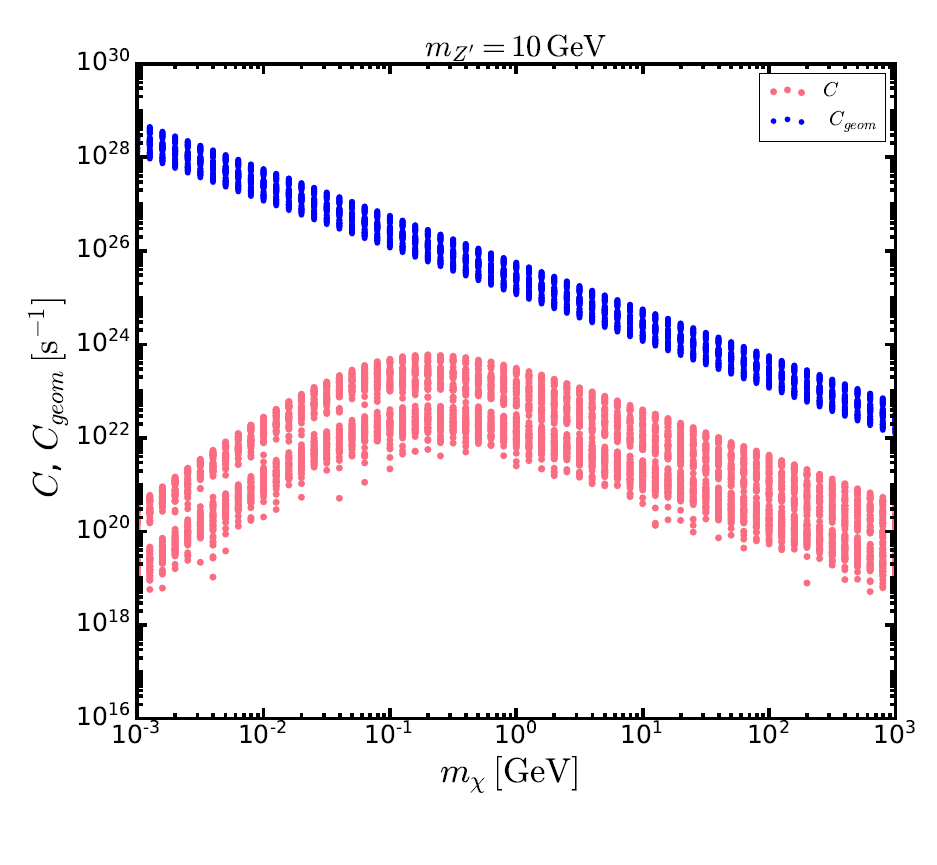 m_{Z'} = 10 GeV
C
C_{geom}
C, C_{geom} [s^{-1}]
10^{30}
10^{28}
10^{26}
10^{24}
10^{22}
10^{20}
10^{18}
10^{16}
10^{-3} 10^{-2} 10^{-1} 10^{0} 10^{1} 10^{2} 10^{3}
m_χ [GeV]